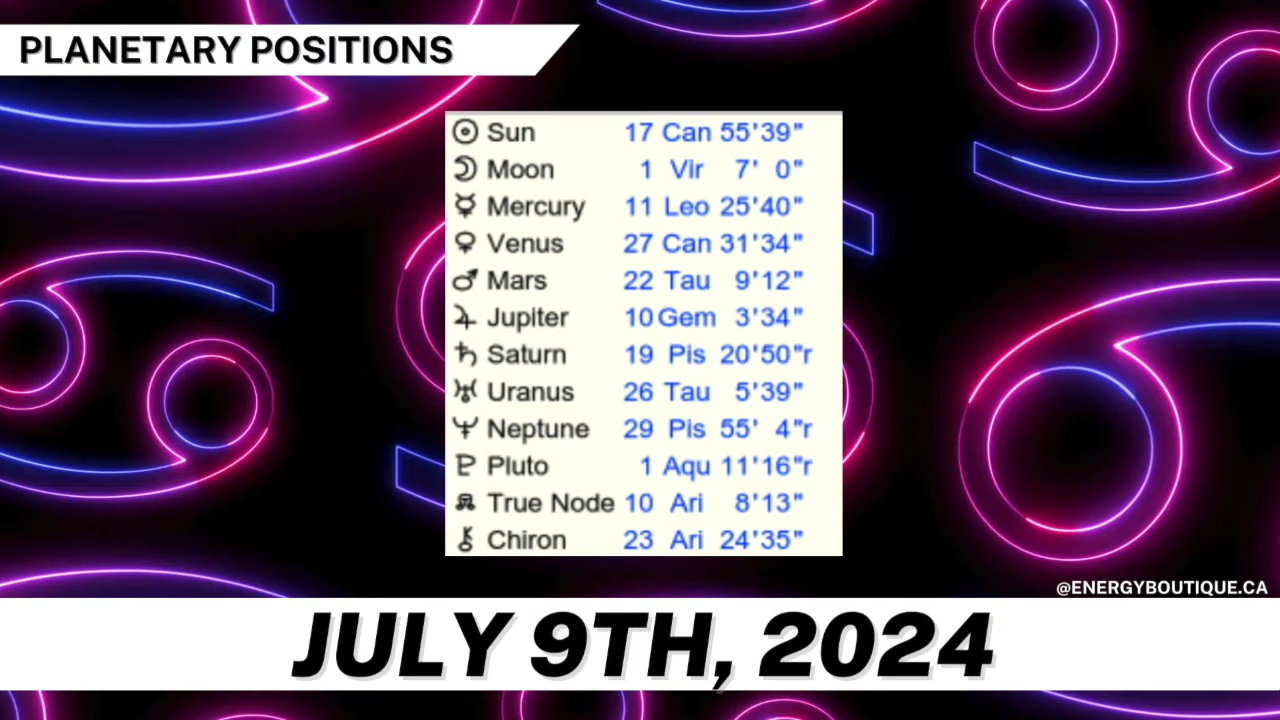 PLANETARY POSITIONS
☉ Sun 17 Can 55'39"
☽ Moon 1 Vir 7' 0"
☿ Mercury 11 Leo 25'40"
♀ Venus 27 Can 31'34"
♂ Mars 22 Tau 9'12"
♃ Jupiter 10 Gem 3'34"
♄ Saturn 19 Pis 20'50"r
♅ Uranus 26 Tau 5'39"
♆ Neptune 29 Pis 55' 4"r
♇ Pluto 1 Aqu 11'16"r
☊ True Node 10 Ari 8'13"
⚷ Chiron 23 Ari 24'35"
@ENERGYBOUTIQUE.CA
JULY 9TH, 2024